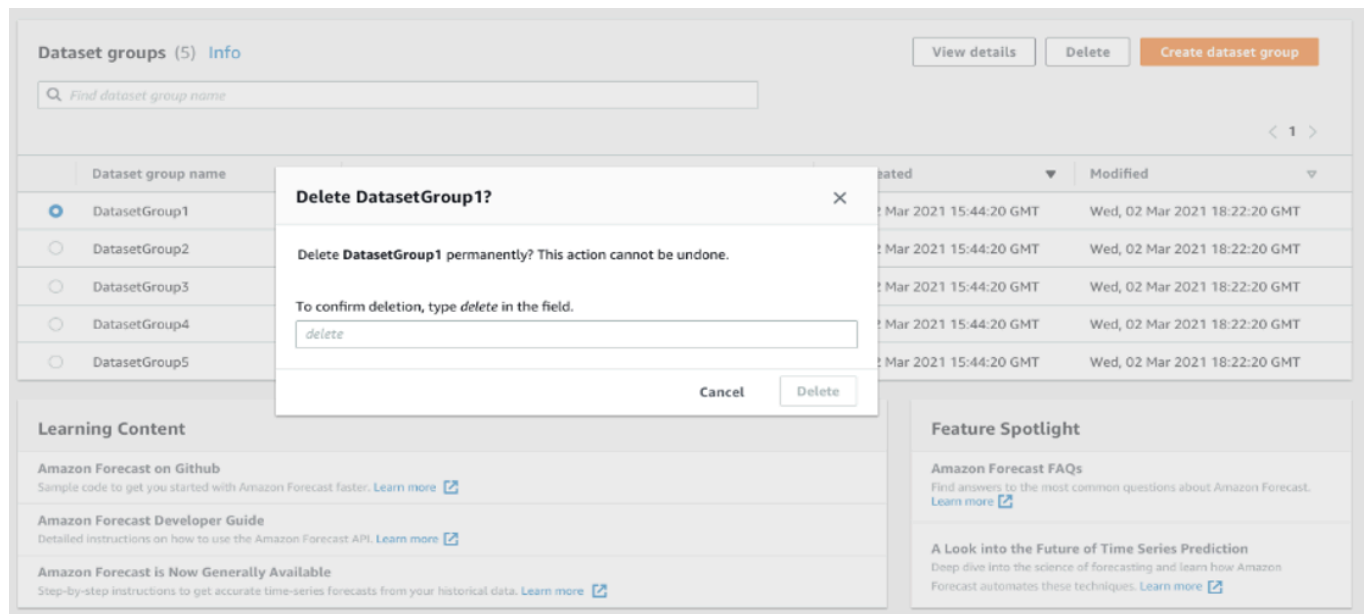 Dataset groups (5) Info
View details
Delete
Create dataset group
Find dataset group name
< 1 >
Dataset group name
eated
Modified
DatasetGroup1
2 Mar 2021 15:44:20 GMT
Wed, 02 Mar 2021 18:22:20 GMT
DatasetGroup2
2 Mar 2021 15:44:20 GMT
Wed, 02 Mar 2021 18:22:20 GMT
DatasetGroup3
2 Mar 2021 15:44:20 GMT
Wed, 02 Mar 2021 18:22:20 GMT
DatasetGroup4
2 Mar 2021 15:44:20 GMT
Wed, 02 Mar 2021 18:22:20 GMT
DatasetGroup5
2 Mar 2021 15:44:20 GMT
Wed, 02 Mar 2021 18:22:20 GMT
Delete DatasetGroup1?
Delete DatasetGroup1 permanently? This action cannot be undone.
To confirm deletion, type delete in the field.
delete
Cancel
Delete
Learning Content
Amazon Forecast on Github
Sample code to get you started with Amazon Forecast faster. Learn more
Amazon Forecast Developer Guide
Detailed instructions on how to use the Amazon Forecast API. Learn more
Amazon Forecast is Now Generally Available
Step-by-step instructions to get accurate time-series forecasts from your historical data. Learn more
Feature Spotlight
Amazon Forecast FAQs
Find answers to the most common questions about Amazon Forecast.
Learn more
A Look into the Future of Time Series Prediction
Deep dive into the science of forecasting and learn how Amazon
Forecast automates these techniques. Learn more